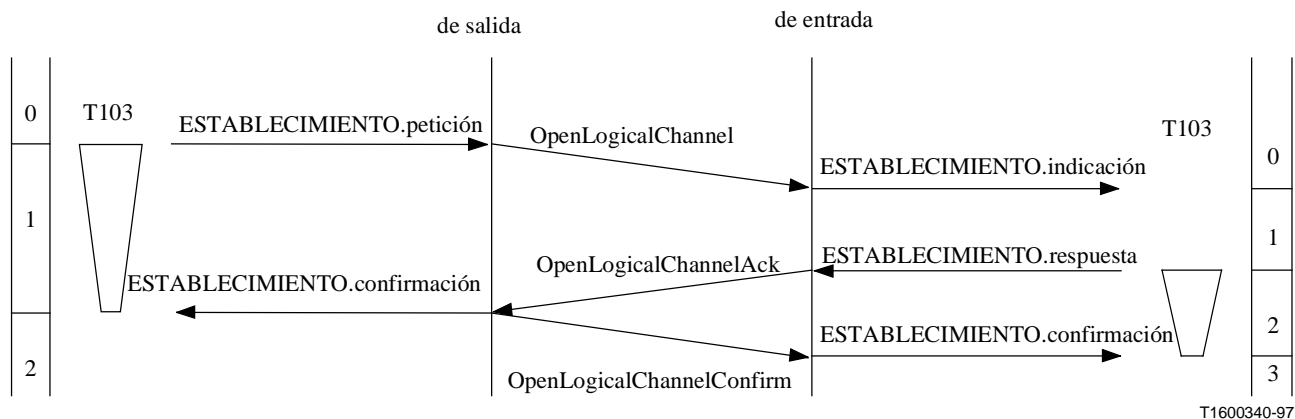 de salida
de entrada
0
T103
ESTABLECIMIENTO.petición
OpenLogicalChannel
T103
ESTABLECIMIENTO.indicación
0
1
OpenLogicalChannelAck
ESTABLECIMIENTO.respuesta
1
ESTABLECIMIENTO.confirmación
ESTABLECIMIENTO.confirmación
2
2
OpenLogicalChannelConfirm
3
T1600340-97